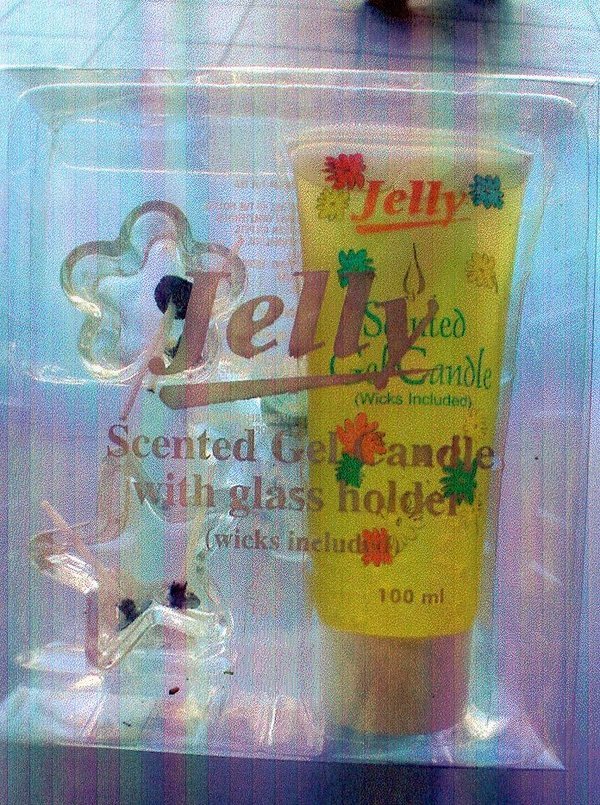 Jelly
Scented
Gel Candle
(Wicks Included)
100 ml
Jelly
Scented Gel Candle
with glass holder
(wicks included)